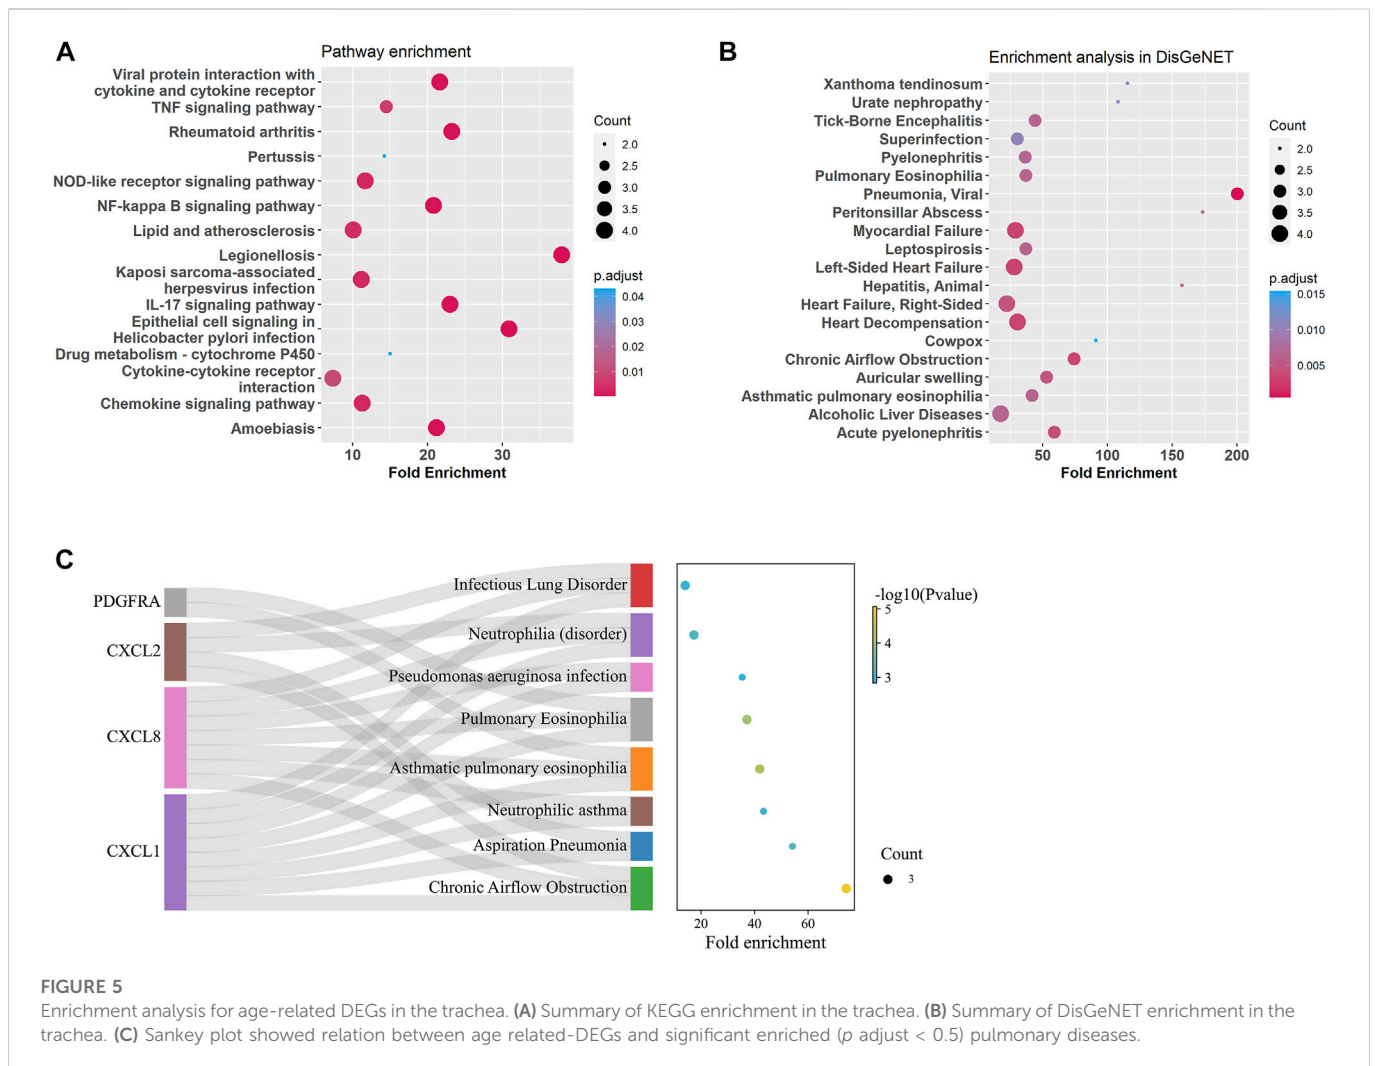 A
Pathway enrichment
Viral protein interaction with
cytokine and cytokine receptor
TNF signaling pathway
Rheumatoid arthritis
Pertussis
NOD-like receptor signaling pathway
NF-kappa B signaling pathway
Lipid and atherosclerosis
Legionellosis
Kaposi sarcoma-associated
herpesvirus infection
IL-17 signaling pathway
Epithelial cell signaling in
Helicobacter pylori infection
Drug metabolism - cytochrome P450
Cytokine-cytokine receptor
interaction
Chemokine signaling pathway
Amoebiasis
10 20 30
Fold Enrichment
Count
2.0
2.5
3.0
3.5
4.0
p.adjust
0.04
0.03
0.02
0.01
B
Enrichment analysis in DisGeNET
Xanthoma tendinosum
Urate nephropathy
Tick-Borne Encephalitis
Superinfection
Pyelonephritis
Pulmonary Eosinophilia
Pneumonia, Viral
Peritonsillar Abscess
Myocardial Failure
Leptospirosis
Left-Sided Heart Failure
Hepatitis, Animal
Heart Failure, Right-Sided
Heart Decompensation
Cowpox
Chronic Airflow Obstruction
Auricular swelling
Asthmatic pulmonary eosinophilia
Alcoholic Liver Diseases
Acute pyelonephritis
50 100 150 200
Fold Enrichment
Count
2.0
2.5
3.0
3.5
4.0
p.adjust
0.015
0.010
0.005
C
PDGFRA
CXCL2
CXCL8
CXCL1
Infectious Lung Disorder
Neutrophilia (disorder)
Pseudomonas aeruginosa infection
Pulmonary Eosinophilia
Asthmatic pulmonary eosinophilia
Neutrophilic asthma
Aspiration Pneumonia
Chronic Airflow Obstruction
20 40 60
Fold enrichment
-log10(Pvalue)
5
4
3
Count
3
FIGURE 5
Enrichment analysis for age-related DEGs in the trachea. (A) Summary of KEGG enrichment in the trachea. (B) Summary of DisGeNET enrichment in the
trachea. (C) Sankey plot showed relation between age related-DEGs and significant enriched (p adjust < 0.5) pulmonary diseases.